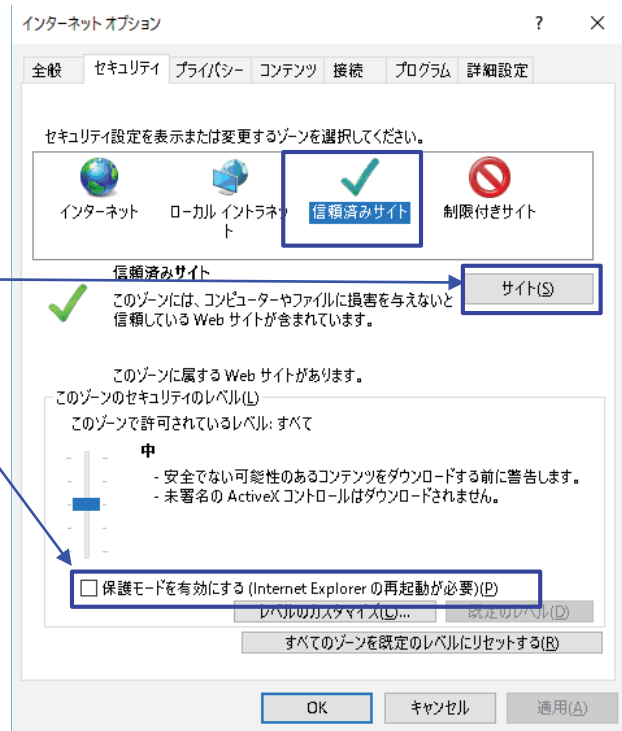 インターネット オプション ? ×
全般 セキュリティ プライバシー コンテンツ 接続 プログラム 詳細設定
セキュリティ設定を表示または変更するゾーンを選択してください。
インターネット ローカル イントラネット 信頼済みサイト 制限付きサイト
信頼済みサイト
サイト(S)
このゾーンには、コンピューターやファイルに損害を与えないと
信頼している Web サイトが含まれています。
このゾーンに属する Web サイトがあります。
このゾーンのセキュリティのレベル(L)
このゾーンで許可されているレベル: すべて
中
- 安全でない可能性のあるコンテンツをダウンロードする前に警告します。
- 未署名の ActiveX コントロールはダウンロードされません。
保護モードを有効にする (Internet Explorer の再起動が必要)(P)
レベルのカスタマイズ(C)... 既定のレベル(D)
すべてのゾーンを既定のレベルにリセットする(R)
OK キャンセル 適用(A)